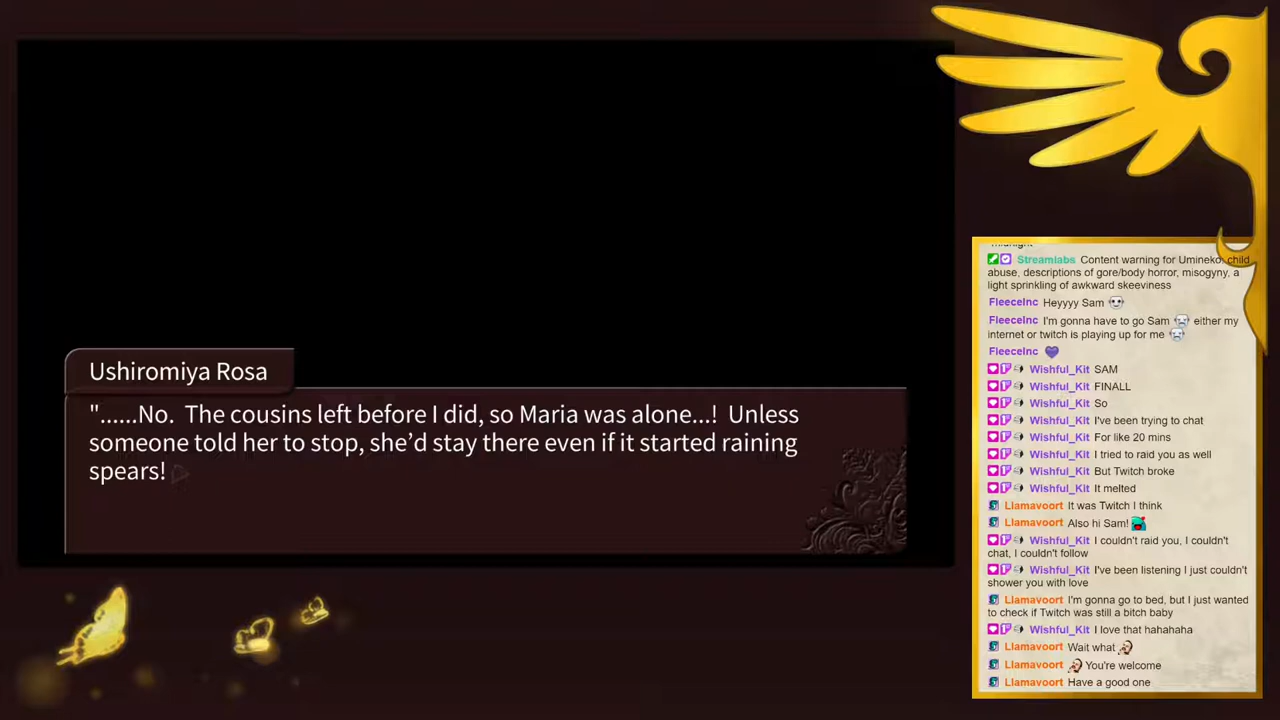 Ushiromiya Rosa
"......No.  The cousins left before I did, so Maria was alone...!  Unless
someone told her to stop, she'd stay there even if it started raining
spears!
midnight
Streamlabs Content warning for Umineko: child
abuse, descriptions of gore/body horror, misogyny, a
light sprinkling of awkward skeeviness
FleeceInc Heyyyy Sam
FleeceInc I'm gonna have to go Sam either my
internet or twitch is playing up for me
FleeceInc
Wishful_Kit SAM
Wishful_Kit FINALL
Wishful_Kit So
Wishful_Kit I've been trying to chat
Wishful_Kit For like 20 mins
Wishful_Kit I tried to raid you as well
Wishful_Kit But Twitch broke
Wishful_Kit It melted
Llamavoort It was Twitch I think
Llamavoort Also hi Sam!
Wishful_Kit I couldn't raid you, I couldn't
chat, I couldn't follow
Wishful_Kit I've been listening I just couldn't
shower you with love
Llamavoort I'm gonna go to bed, but I just wanted
to check if Twitch was still a bitch baby
Wishful_Kit I love that hahahaha
Llamavoort Wait what
Llamavoort You're welcome
Llamavoort Have a good one